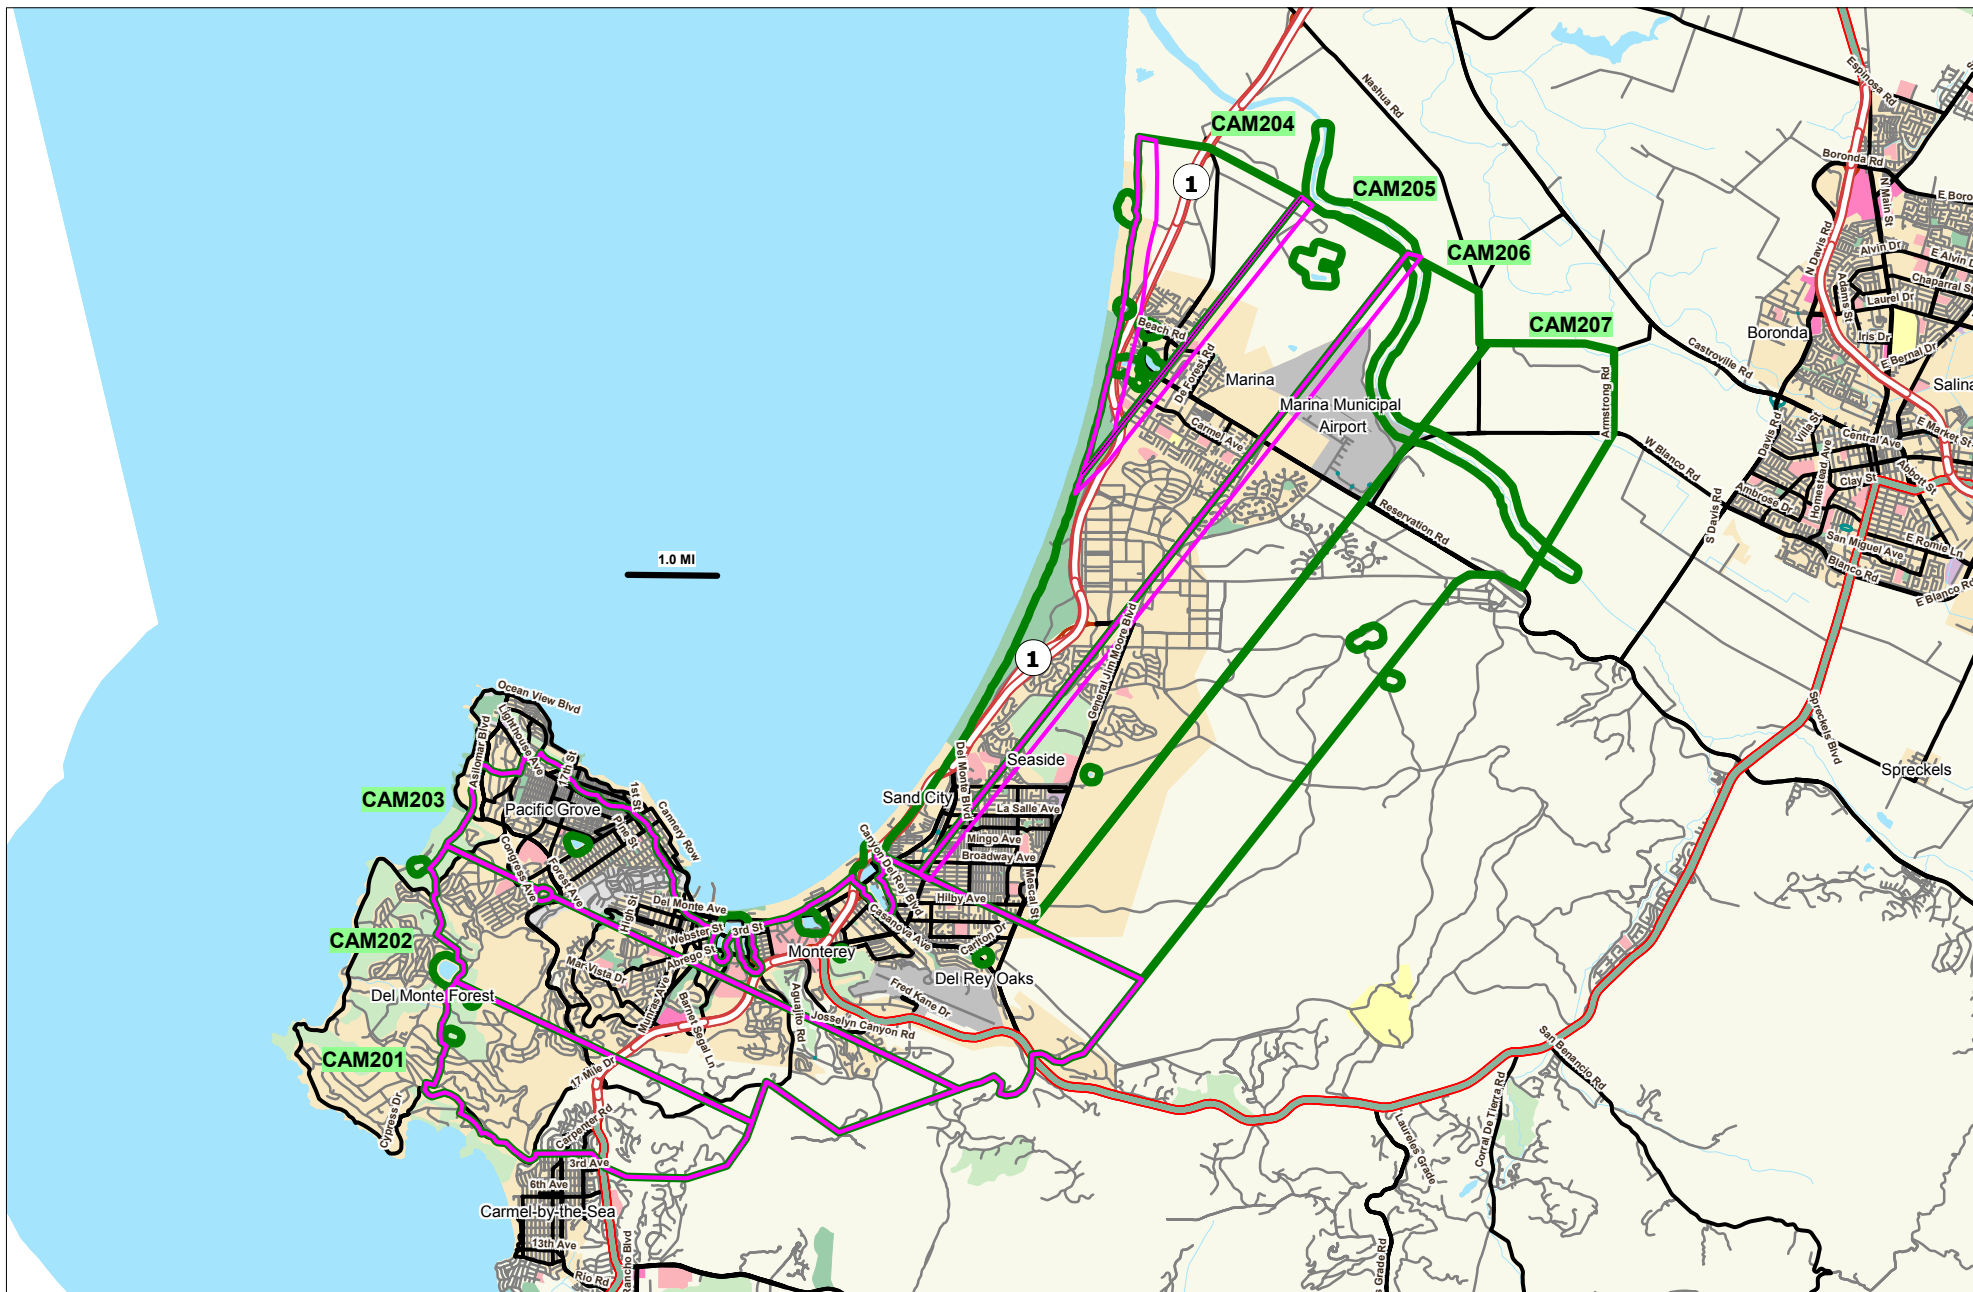 Espinosa Rd
Nashua Rd
CAM204
Boronda Rd
1
CAM205
N Main St
E Boro
CAM206
N Davis Rd
Alvin Dr
E Alvin D
Adams St
Chaparral St
Laurel Dr
Beach Rd
CAM207
Boronda
Iris Dr
E Bernal Dr
De Forest Rd
Castroville Rd
Marina
Salina
Armstrong Rd
Marina Municipal
Airport
Carmel Ave
Davis Rd
Villa St
Central Ave
E Market St
W Blanco Rd
Homestead Ave
Clay St
Abbott St
Ambrose Dr
S Davis Rd
Reservation Rd
San Miguel Ave
E Romie Ln
1.0 MI
Blanco Rd
E Blanco Rd
General Jim Moore Blvd
1
Ocean View Blvd
Lighthouse Ave
Asilomar Blvd
Spreckels Blvd
17th St
Del Monte Blvd
Seaside
Spreckels
CAM203
1st St
Sand City
Pacific Grove
Cannery Row
La Salle Ave
Pine St
Mingo Ave
Canyon Del Rey Blvd
Broadway Ave
Congress Ave
Forest Ave
Mescal St
Hilby Ave
High St
Del Monte Ave
CAM202
Webster St
3rd St
Casanova Ave
Carlton Dr
Abrego St
Monterey
Mar Vista Dr
Del Rey Oaks
Del Monte Forest
Munras Ave
Barnet Segal Ln
Aguajito Rd
Fred Kane Dr
Josselyn Canyon Rd
CAM201
17 Mile Dr
San Benancio Rd
Cypress Dr
Carpenter Rd
Corral De Tierra Rd
Laureles Grade
3rd Ave
6th Ave
Carmel-by-the-Sea
13th Ave
Rancho Blvd
Rio Rd
s Grade Rd